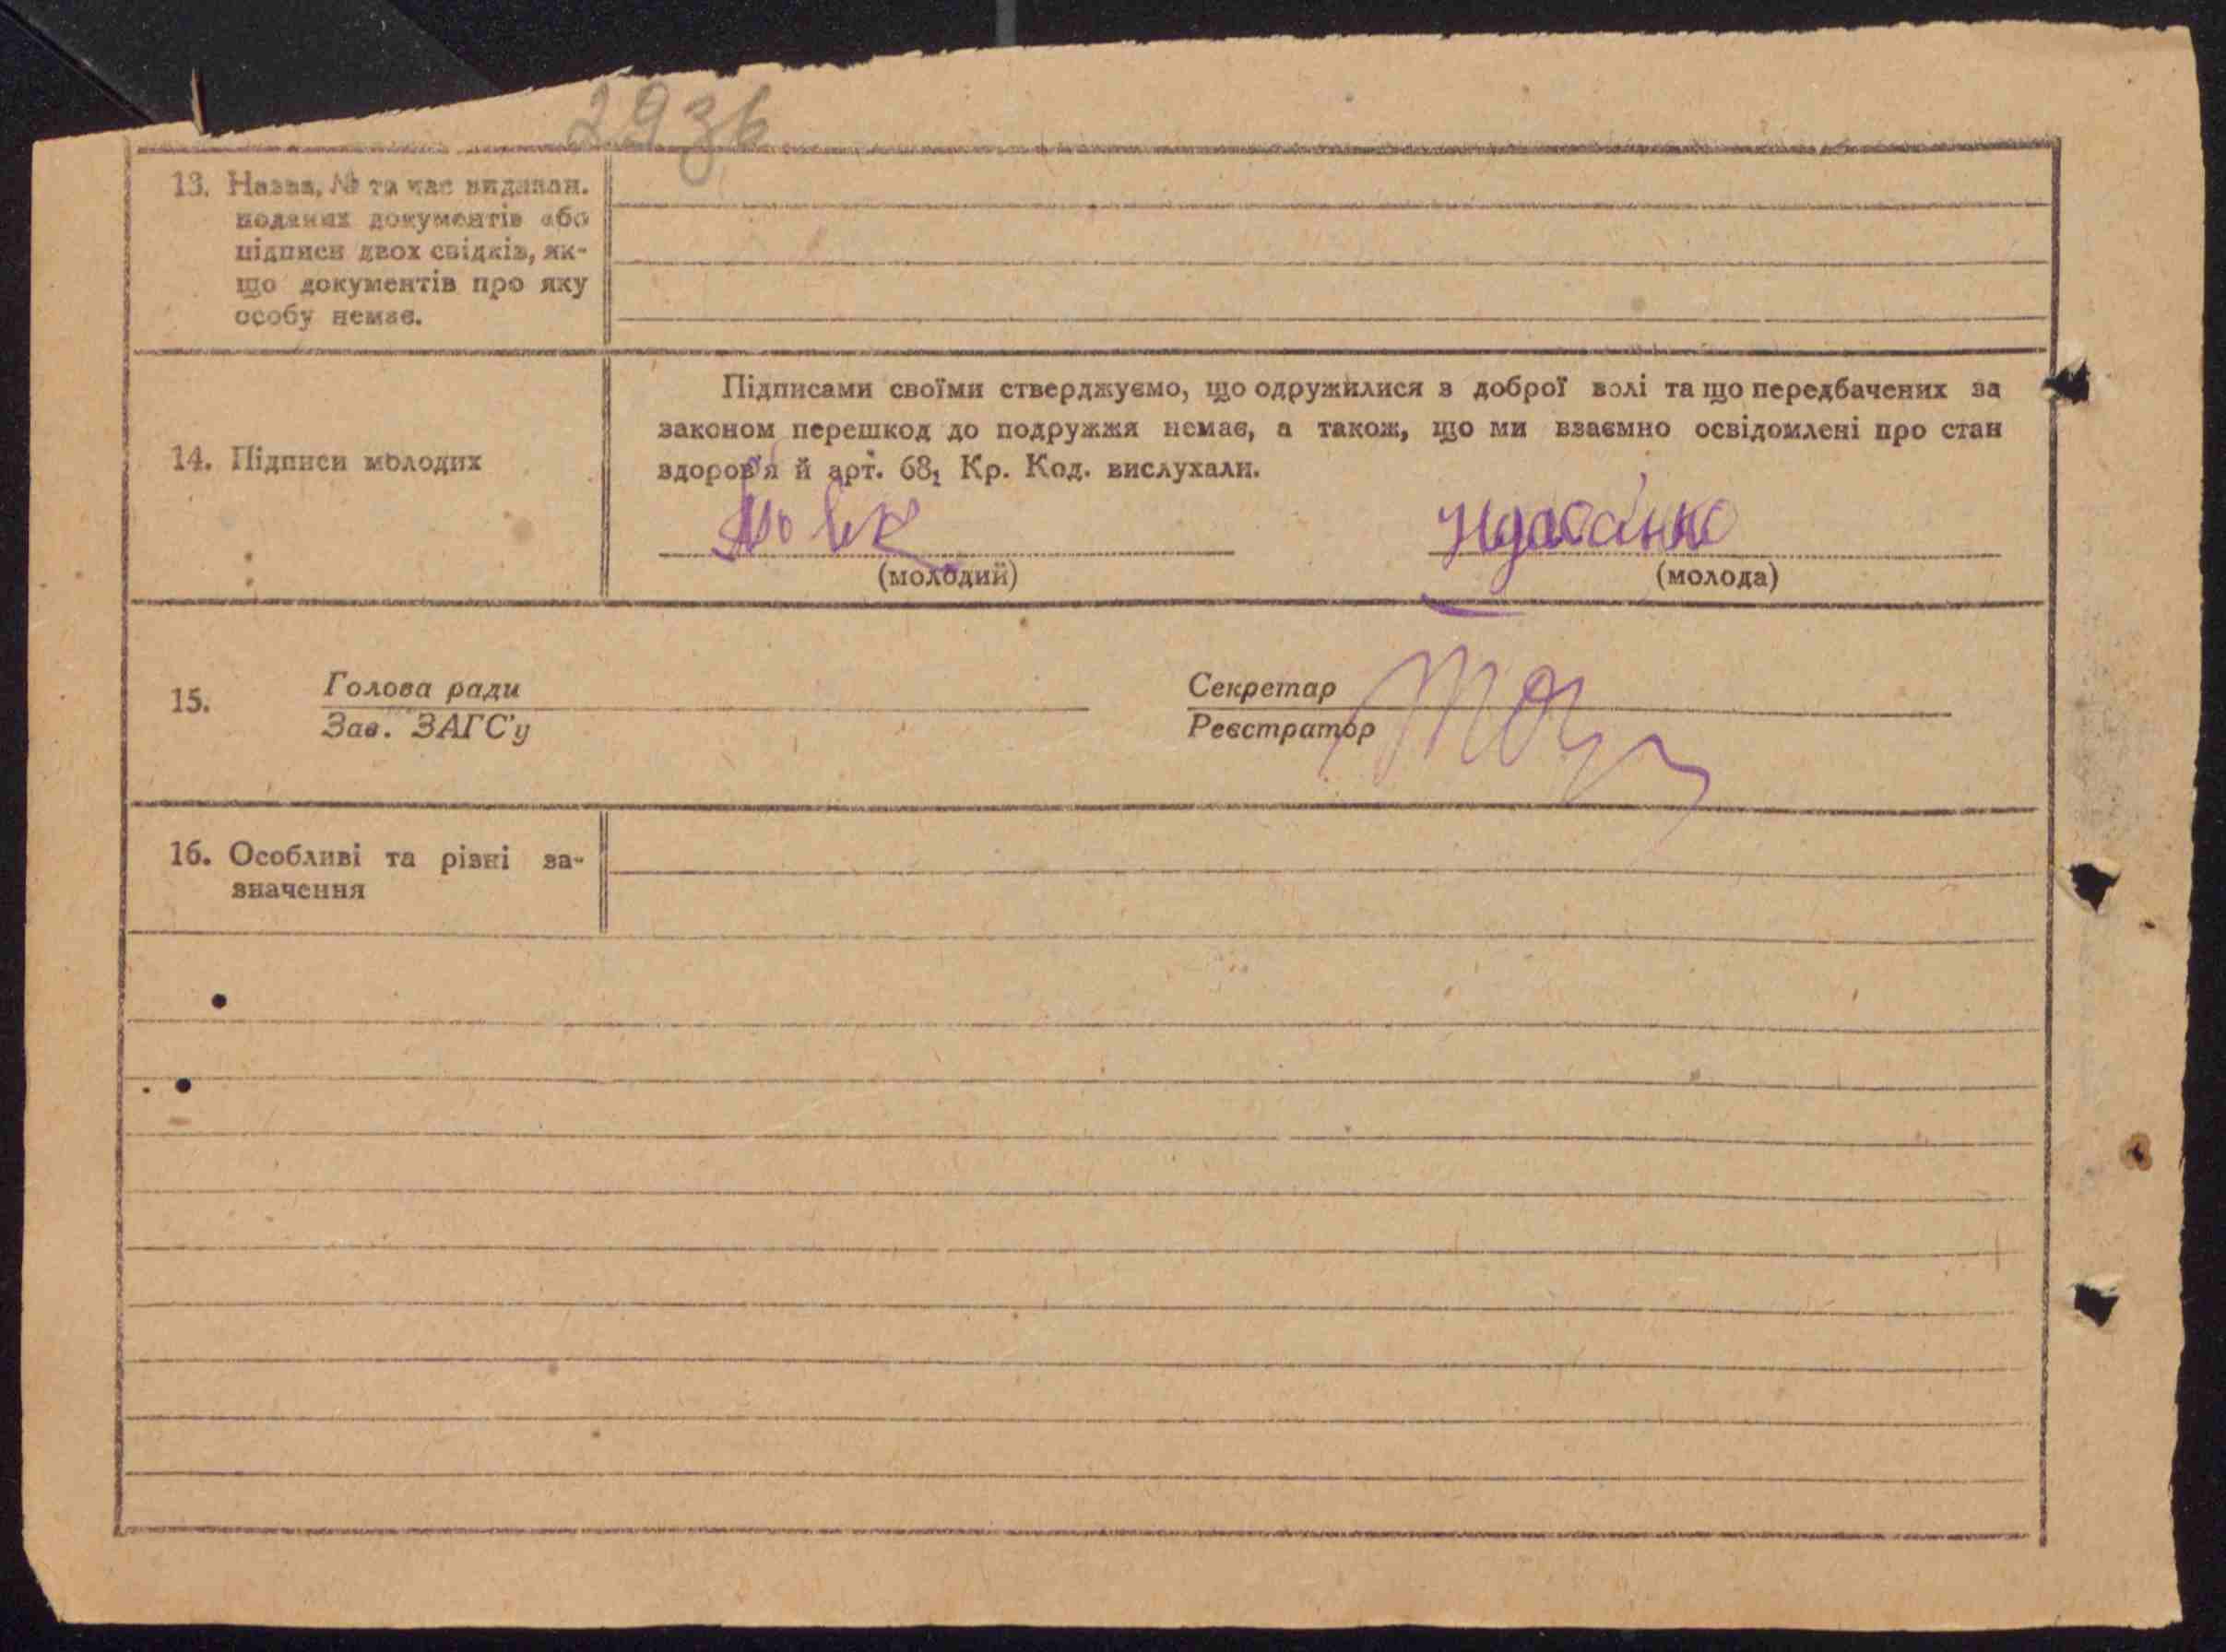 29зв
13. Назва, № та час видаван.
поданих документів або
підписи двох свідків, як-
що документів про яку
особу немає.
Підписами своїми стверджуємо, що одружилися з доброї волі та що передбачених за
законом перешкод до подружжя немає, а також, що ми взаємно освідомлені про стан
здоров'я й арт. 68₁ Кр. Код. вислухали.
14. Підписи молодих
(молодий) (молода)
15. Голова ради Секретар
Зав. ЗАГС'у Реєстратор
16. Особливі та різні за-
значення